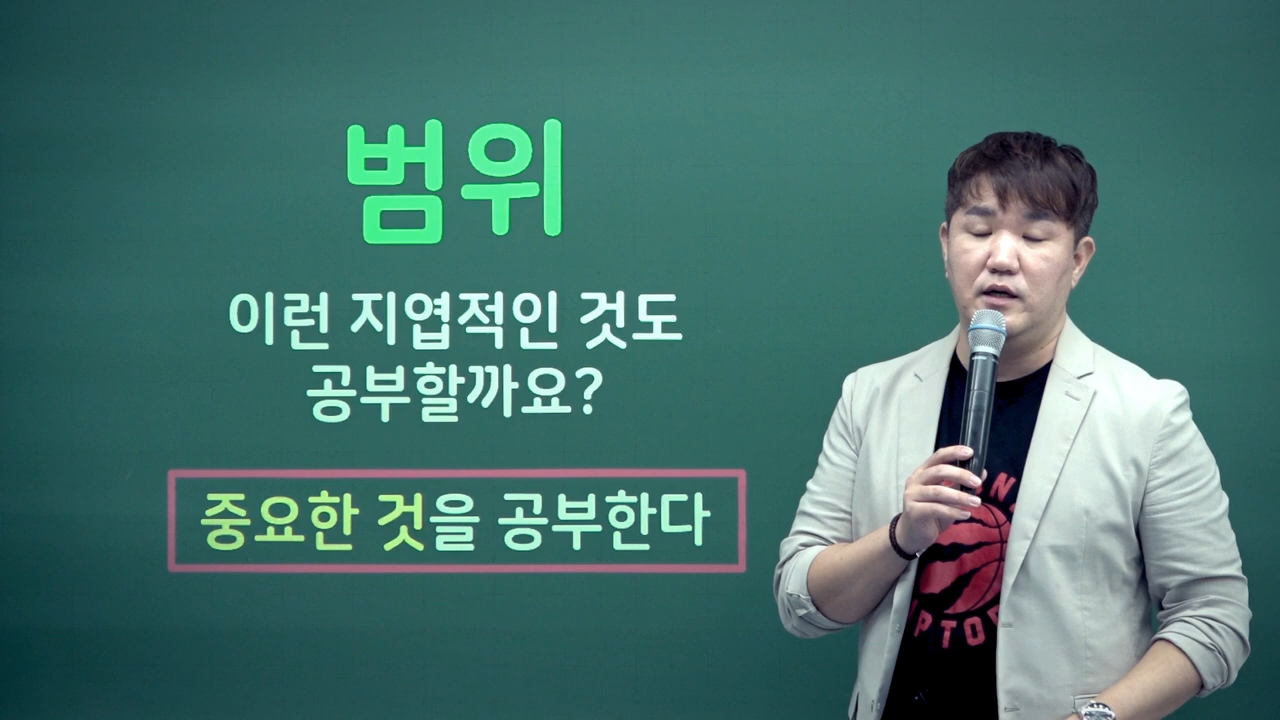 범위
이런 지엽적인 것도
공부할까요?
중요한 것을 공부한다